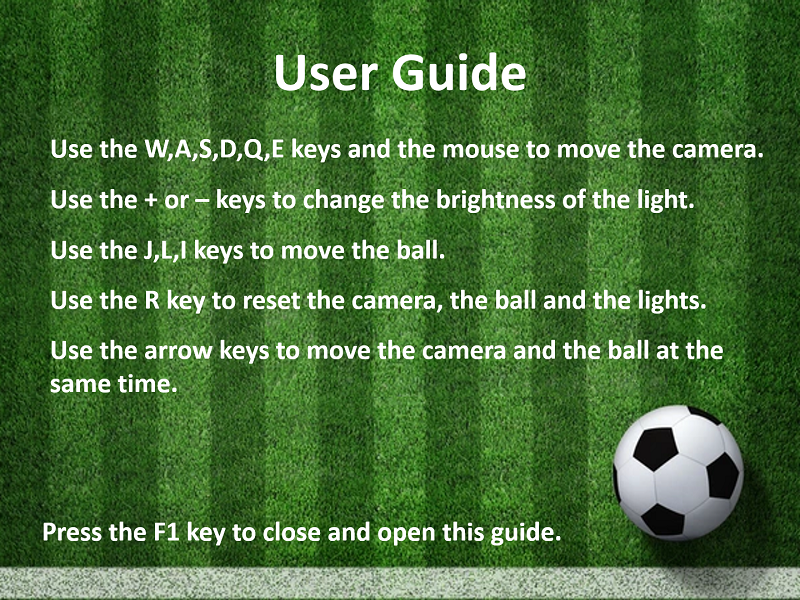 User Guide
Use the W,A,S,D,Q,E keys and the mouse to move the camera.
Use the + or – keys to change the brightness of the light.
Use the J,L,I keys to move the ball.
Use the R key to reset the camera, the ball and the lights.
Use the arrow keys to move the camera and the ball at the
same time.
Press the F1 key to close and open this guide.